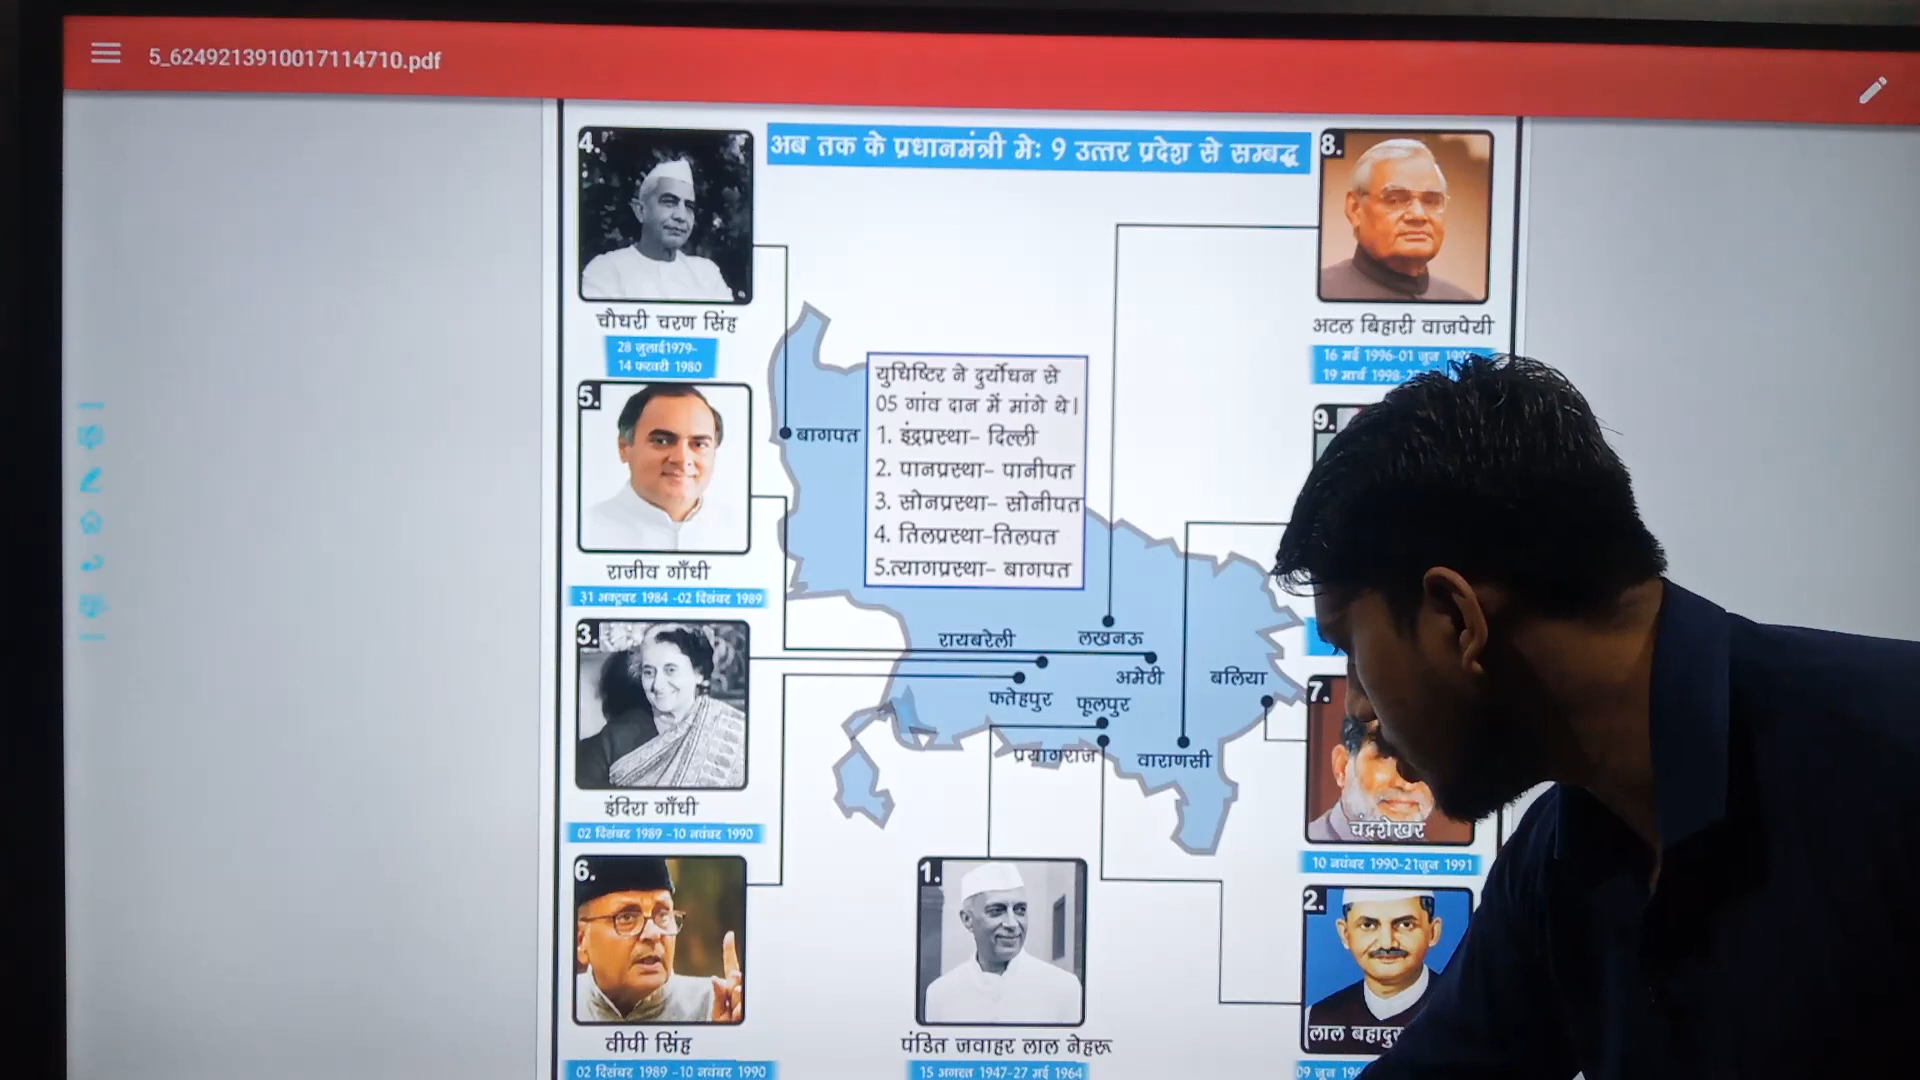 5_6249213910017114710.pdf
अब तक के प्रधानमंत्री मेः 9 उत्तर प्रदेश से सम्बद्ध
4.
चौधरी चरण सिंह
28 जुलाई1979-
14 फरवरी 1980
8.
अटल बिहारी वाजपेयी
16 मई 1996-01 जून
19 मार्च 1998-
युधिष्टिर ने दुर्योधन से
05 गांव दान में मांगे थे।
1. इंद्रप्रस्था- दिल्ली
2. पानप्रस्था- पानीपत
3. सोनप्रस्था- सोनीपत
4. तिलप्रस्था-तिलपत
5.त्यागप्रस्था- बागपत
बागपत
5.
राजीव गाँधी
31 अक्टूबर 1984 -02 दिसंबर 1989
9.
रायबरेली
लखनऊ
अमेठी
बलिया
फतेहपुर
फूलपुर
प्रयागराज
वाराणसी
3.
इंदिरा गाँधी
02 दिसंबर 1989 -10 नवंबर 1990
7.
चंद्रशेखर
10 नवंबर 1990-21जून 1991
6.
वीपी सिंह
02 दिसंबर 1989 -10 नवंबर 1990
1.
पंडित जवाहर लाल नेहरू
15 अगस्त 1947-27 मई 1964
2.
लाल
09 जून